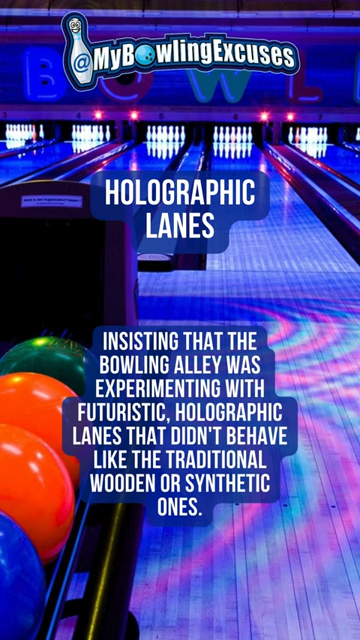 @MyBowlingExcuses
BOWL
HOLOGRAPHIC
LANES
INSISTING THAT THE
BOWLING ALLEY WAS
EXPERIMENTING WITH
FUTURISTIC, HOLOGRAPHIC
LANES THAT DIDN'T BEHAVE
LIKE THE TRADITIONAL
WOODEN OR SYNTHETIC
ONES.